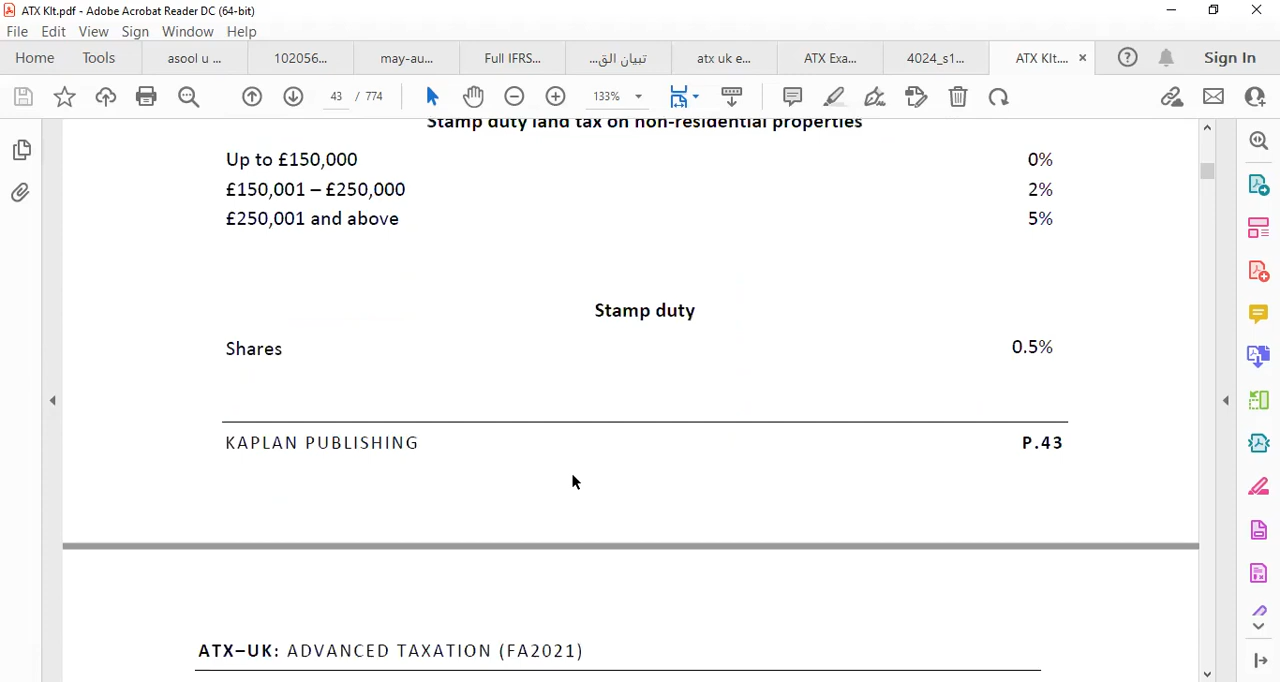 ATX KIt.pdf - Adobe Acrobat Reader DC (64-bit)
File Edit View Sign Window Help
Home Tools asool u ... 102056... may-au... Full IFRS... تبيان الق... atx uk e... ATX Exa... 4024_s1... ATX KIt.... × Sign In
43 / 774 133%
Stamp duty land tax on non-residential properties
Up to £150,000 0%
£150,001 – £250,000 2%
£250,001 and above 5%
Stamp duty
Shares 0.5%
KAPLAN PUBLISHING P.43
ATX–UK: ADVANCED TAXATION (FA2021)